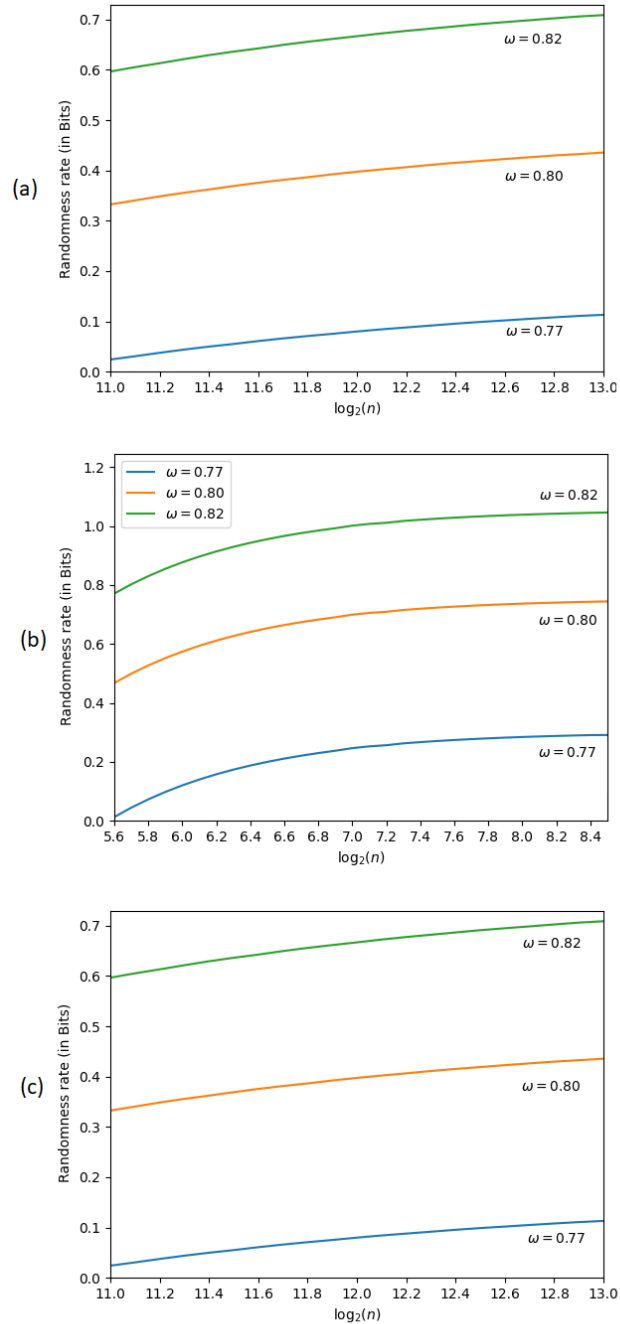 (a)
Randomness rate (in Bits)
0.7
0.6
0.5
0.4
0.3
0.2
0.1
0.0
ω = 0.82
ω = 0.80
ω = 0.77
11.0 11.2 11.4 11.6 11.8 12.0 12.2 12.4 12.6 12.8 13.0
log₂(n)
(b)
Randomness rate (in Bits)
1.2
1.0
0.8
0.6
0.4
0.2
0.0
ω = 0.77
ω = 0.80
ω = 0.82
ω = 0.82
ω = 0.80
ω = 0.77
5.6 5.8 6.0 6.2 6.4 6.6 6.8 7.0 7.2 7.4 7.6 7.8 8.0 8.2 8.4
log₂(n)
(c)
Randomness rate (in Bits)
0.7
0.6
0.5
0.4
0.3
0.2
0.1
0.0
ω = 0.82
ω = 0.80
ω = 0.77
11.0 11.2 11.4 11.6 11.8 12.0 12.2 12.4 12.6 12.8 13.0
log₂(n)